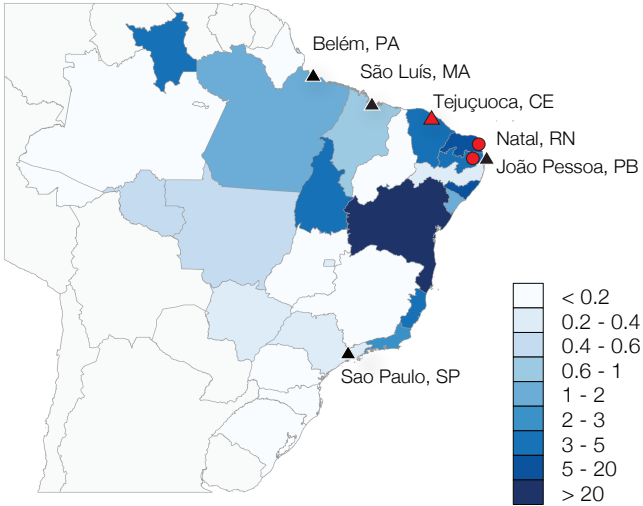 Belém, PA
São Luís, MA
Tejuçuoca, CE
Natal, RN
João Pessoa, PB
Sao Paulo, SP
< 0.2
0.2 - 0.4
0.4 - 0.6
0.6 - 1
1 - 2
2 - 3
3 - 5
5 - 20
> 20